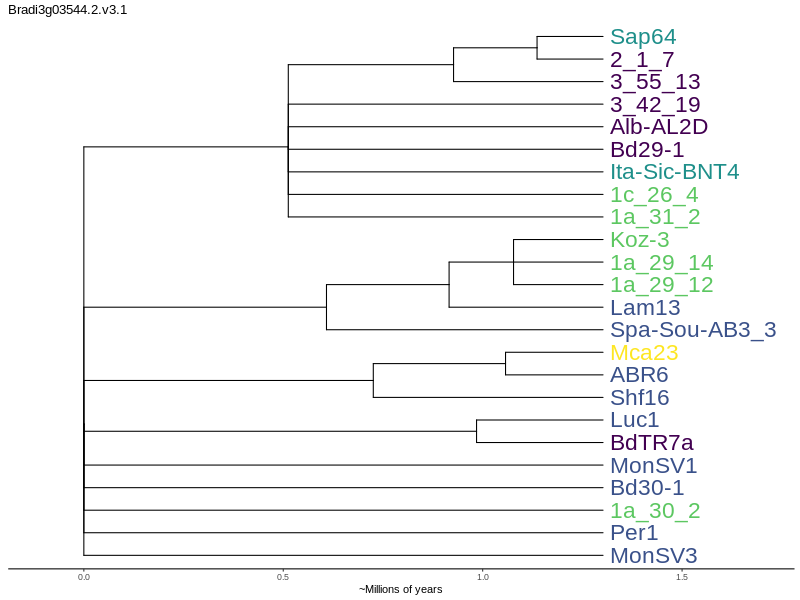 Bradi3g03544.2.v3.1
Sap64
2_1_7
3_55_13
3_42_19
Alb-AL2D
Bd29-1
Ita-Sic-BNT4
1c_26_4
1a_31_2
Koz-3
1a_29_14
1a_29_12
Lam13
Spa-Sou-AB3_3
Mca23
ABR6
Shf16
Luc1
BdTR7a
MonSV1
Bd30-1
1a_30_2
Per1
MonSV3
0.0 0.5 1.0 1.5
~Millions of years